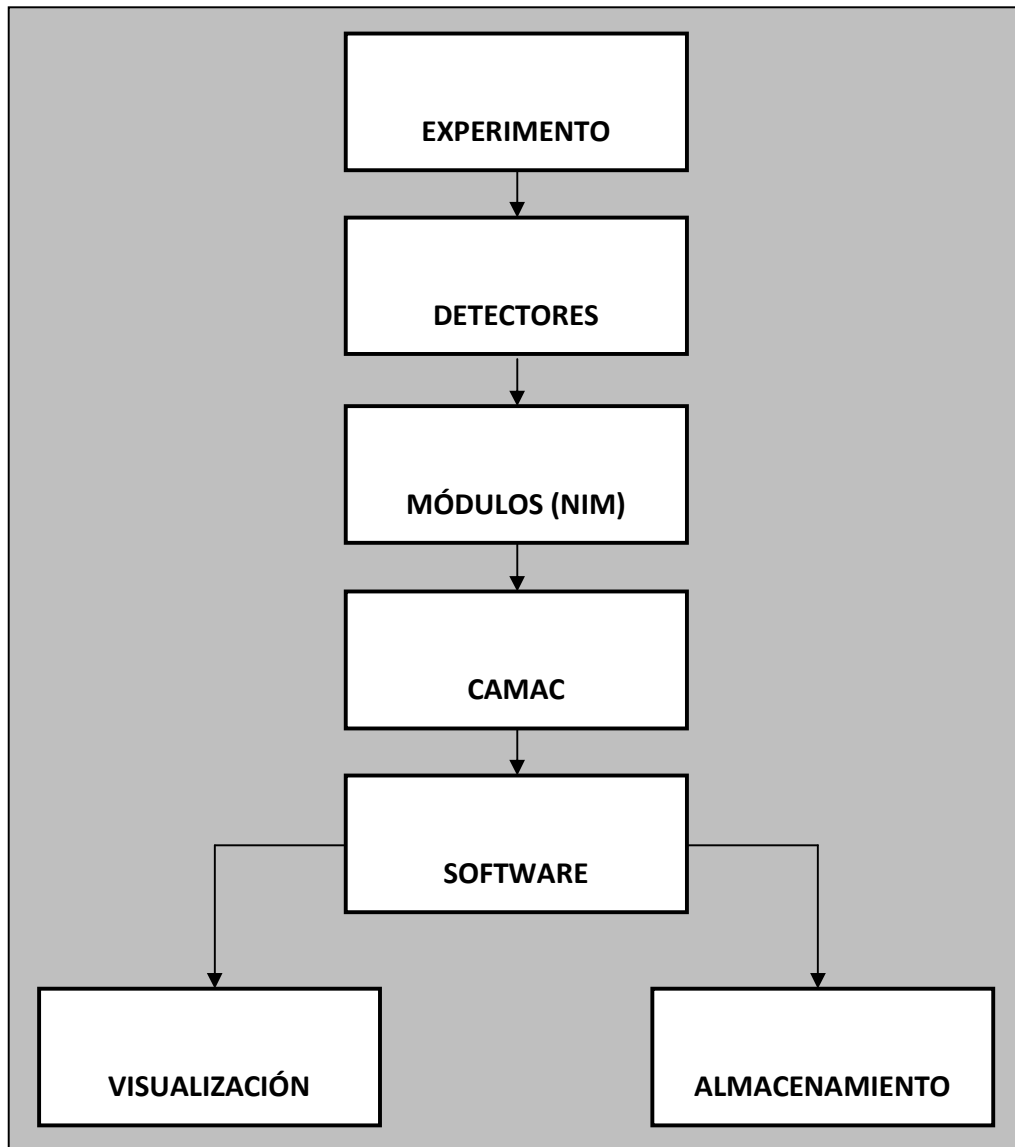 EXPERIMENTO
DETECTORES
MÓDULOS (NIM)
CAMAC
SOFTWARE
VISUALIZACIÓN
ALMACENAMIENTO